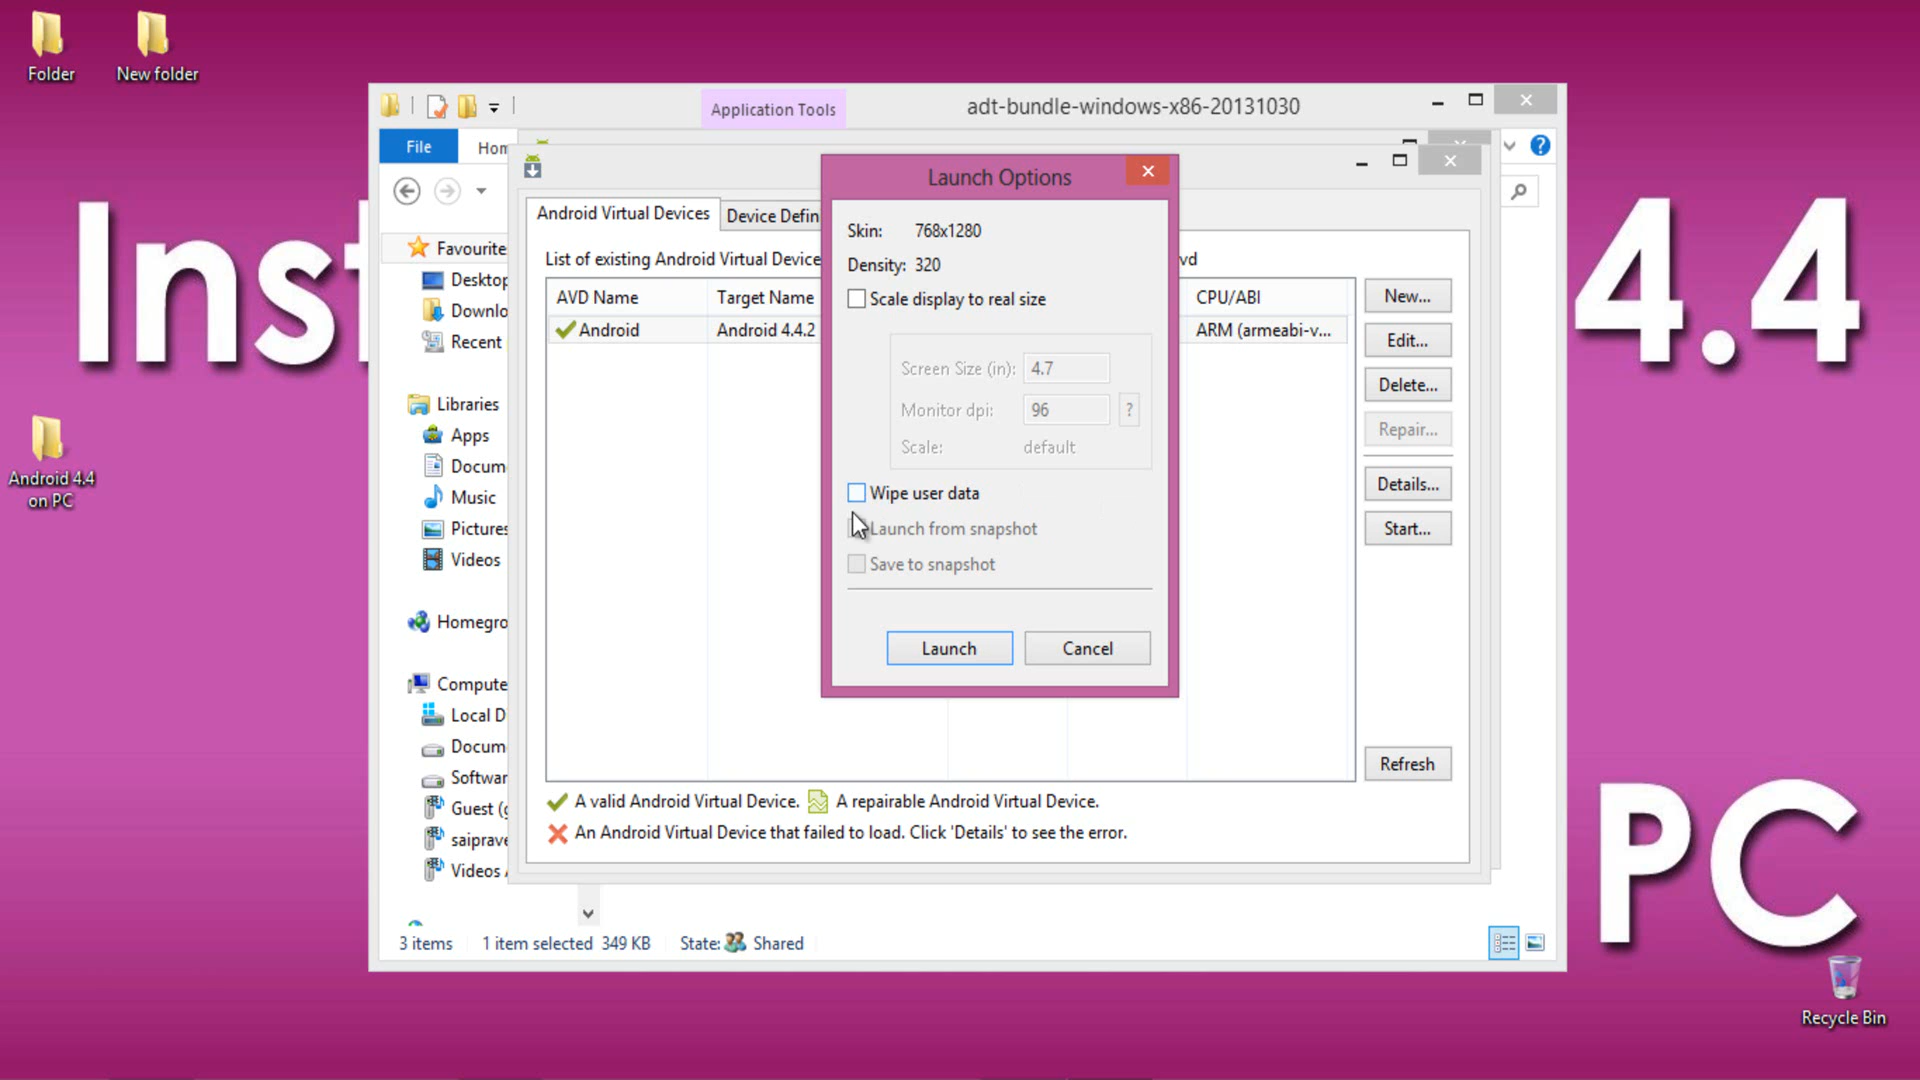 Folder
New folder
Application Tools
adt-bundle-windows-x86-20131030
File
Hom
Launch Options
Inst
4.4
Android Virtual Devices
Device Defin
Skin: 768x1280
Favourite
List of existing Android Virtual Device
vd
Density: 320
Desktop
AVD Name
Target Name
CPU/ABI
New...
Scale display to real size
Downlo
Android
Android 4.4.2
ARM (armeabi-v...
Recent
Edit...
Screen Size (in): 4.7
Delete...
Libraries
Monitor dpi: 96 ?
Repair...
Apps
Scale: default
Docum
Android 4.4
on PC
Details...
Wipe user data
Music
Pictures
Launch from snapshot
Start...
Videos
Save to snapshot
Homegro
Launch
Cancel
Compute
Local D
Docum
Refresh
Softwar
A valid Android Virtual Device.
A repairable Android Virtual Device.
Guest (g
An Android Virtual Device that failed to load. Click 'Details' to see the error.
saiprave
Videos
PC
3 items
1 item selected 349 KB
State: Shared
Recycle Bin